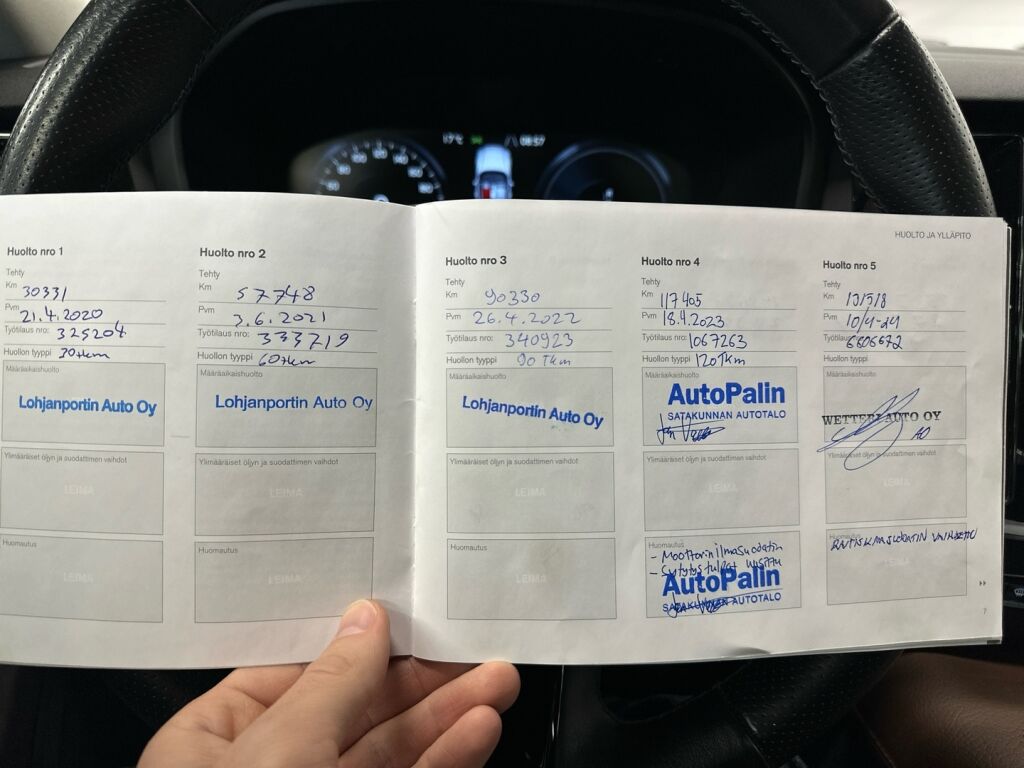 17°C
08:57
HUOLTO JA YLLÄPITO
Huolto nro 1
Tehty
Km 30331
Pvm 21.4.2020
Työtilaus nro: 325204
Huollon tyyppi 30tkm
Määräaikaishuolto
Lohjanportin Auto Oy
Ylimääräiset öljyn ja suodattimen vaihdot
LEIMA
Huomautus
LEIMA
Huolto nro 2
Tehty
Km 57748
Pvm 3.6.2021
Työtilaus nro: 333719
Huollon tyyppi 60tkm
Määräaikaishuolto
Lohjanportin Auto Oy
Ylimääräiset öljyn ja suodattimen vaihdot
LEIMA
Huomautus
LEIMA
Huolto nro 3
Tehty
Km 90330
Pvm 26.4.2022
Työtilaus nro: 340923
Huollon tyyppi 90 Tkm
Määräaikaishuolto
Lohjanportin Auto Oy
Ylimääräiset öljyn ja suodattimen vaihdot
LEIMA
Huomautus
LEIMA
Huolto nro 4
Tehty
Km 117405
Pvm 18.4.2023
Työtilaus nro: 1067263
Huollon tyyppi 120Tkm
Määräaikaishuolto
AutoPalin
SATAKUNNAN AUTOTALO
Ylimääräiset öljyn ja suodattimen vaihdot
LEIMA
Huomautus
- Moottorin ilmasuodatin
- Sytytystulpat
AutoPalin
SATAKUNNAN AUTOTALO
Huolto nro 5
Tehty
Km
Pvm 10/4-24
Työtilaus nro:
Huollon tyyppi
Määräaikaishuolto
WETTERI AUTO OY
Ylimääräiset öljyn ja suodattimen vaihdot
LEIMA
Huomautus
LEIMA
7